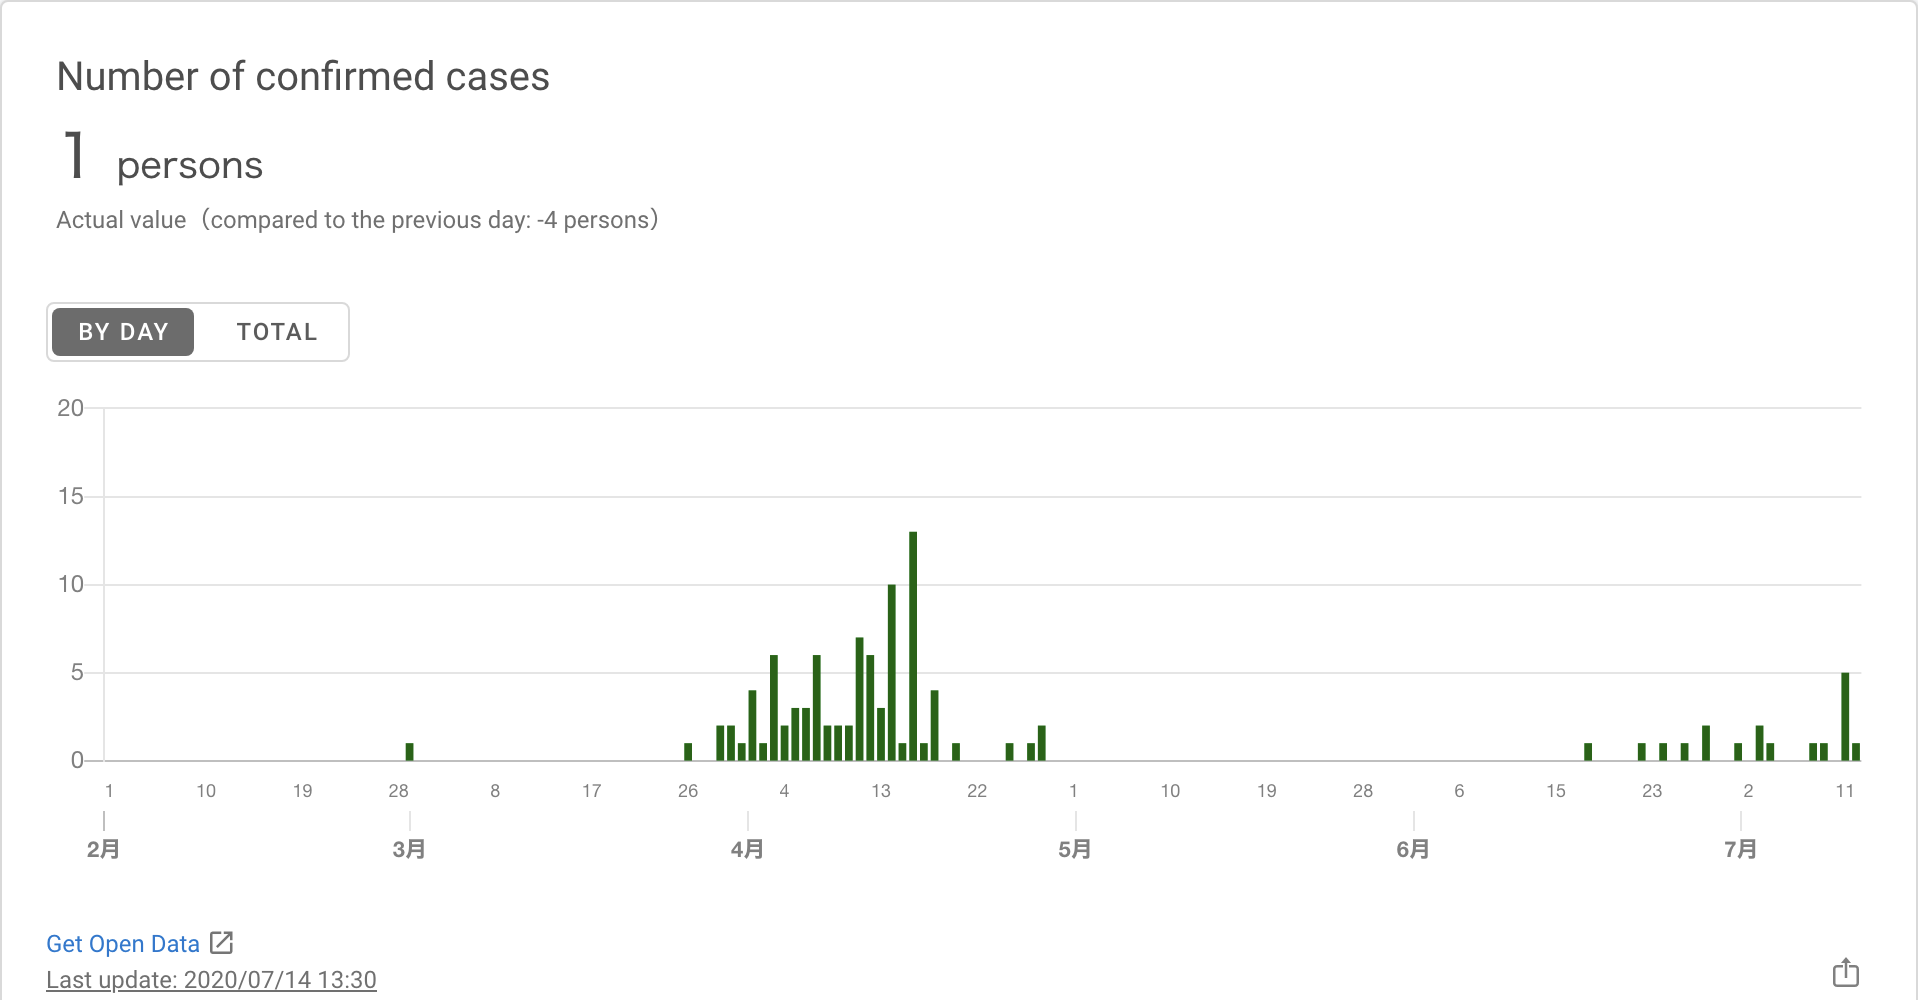 Number of confirmed cases
1 persons
Actual value（compared to the previous day: -4 persons）
BY DAY TOTAL
20
15
10
5
0
1 10 19 28 8 17 26 4 13 22 1 10 19 28 6 15 23 2 11
2月 3月 4月 5月 6月 7月
Get Open Data
Last update: 2020/07/14 13:30